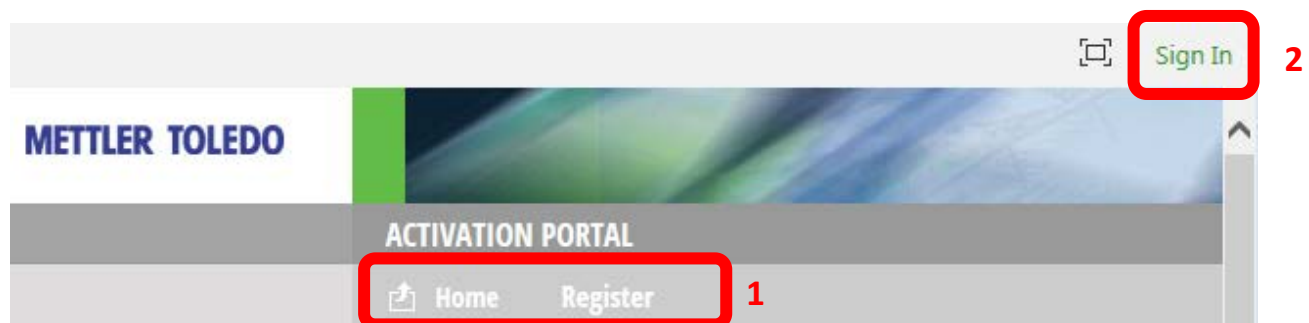 Sign In 2
METTLER TOLEDO
ACTIVATION PORTAL
Home Register 1